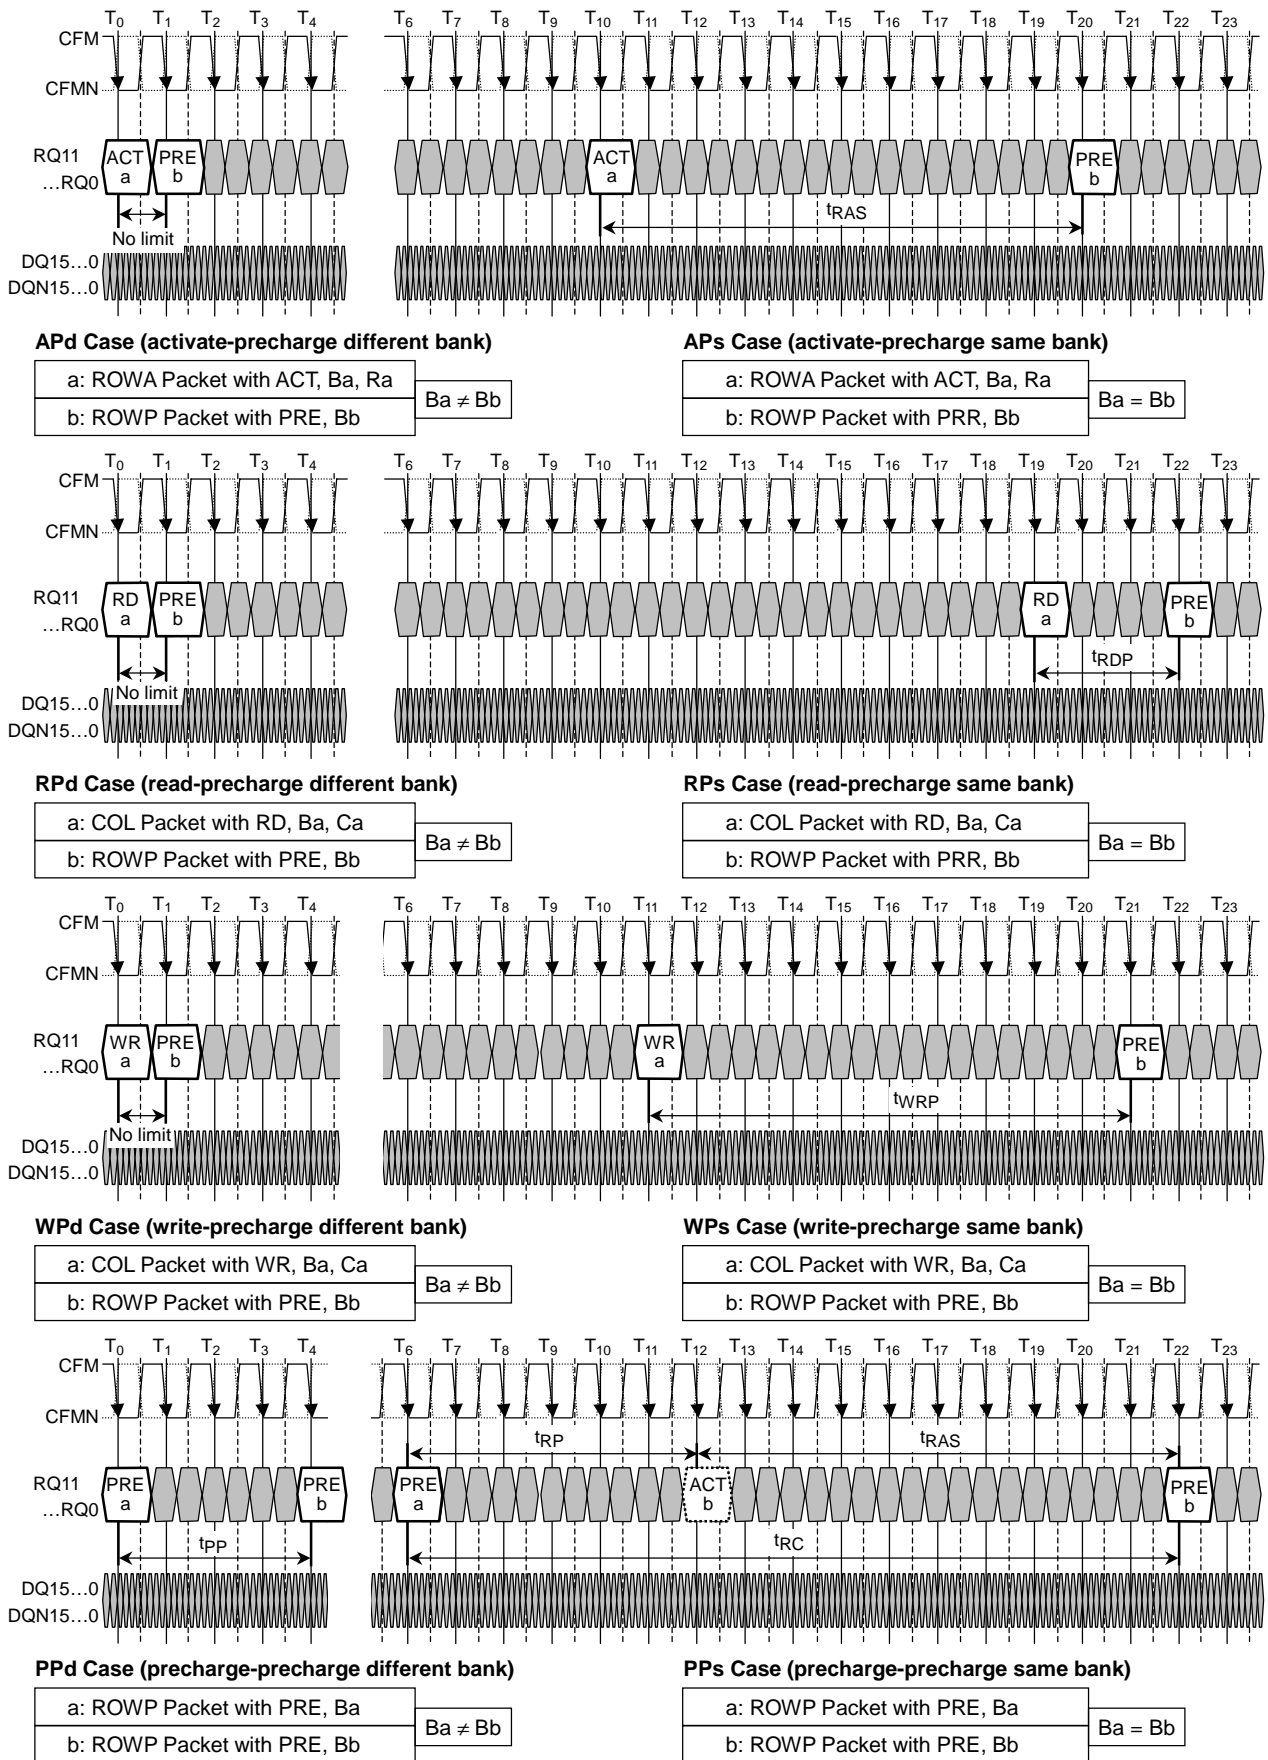 T0 T1 T2 T3 T4 T6 T7 T8 T9 T10 T11 T12 T13 T14 T15 T16 T17 T18 T19 T20 T21 T22 T23
CFM
CFMN
RQ11
...RQ0
ACT a PRE b ACT a PRE b
tRAS
No limit
DQ15...0
DQN15...0
APd Case (activate-precharge different bank) APs Case (activate-precharge same bank)
a: ROWA Packet with ACT, Ba, Ra a: ROWA Packet with ACT, Ba, Ra
Ba ≠ Bb Ba = Bb
b: ROWP Packet with PRE, Bb b: ROWP Packet with PRR, Bb
T0 T1 T2 T3 T4 T6 T7 T8 T9 T10 T11 T12 T13 T14 T15 T16 T17 T18 T19 T20 T21 T22 T23
CFM
CFMN
RQ11
...RQ0
RD a PRE b RD a PRE b
tRDP
No limit
DQ15...0
DQN15...0
RPd Case (read-precharge different bank) RPs Case (read-precharge same bank)
a: COL Packet with RD, Ba, Ca a: COL Packet with RD, Ba, Ca
Ba ≠ Bb Ba = Bb
b: ROWP Packet with PRE, Bb b: ROWP Packet with PRR, Bb
T0 T1 T2 T3 T4 T6 T7 T8 T9 T10 T11 T12 T13 T14 T15 T16 T17 T18 T19 T20 T21 T22 T23
CFM
CFMN
RQ11
...RQ0
WR a PRE b WR a PRE b
tWRP
No limit
DQ15...0
DQN15...0
WPd Case (write-precharge different bank) WPs Case (write-precharge same bank)
a: COL Packet with WR, Ba, Ca a: COL Packet with WR, Ba, Ca
Ba ≠ Bb Ba = Bb
b: ROWP Packet with PRE, Bb b: ROWP Packet with PRE, Bb
T0 T1 T2 T3 T4 T6 T7 T8 T9 T10 T11 T12 T13 T14 T15 T16 T17 T18 T19 T20 T21 T22 T23
CFM
CFMN
tRP tRAS
RQ11
...RQ0
PRE a PRE b PRE a ACT b PRE b
tPP tRC
DQ15...0
DQN15...0
PPd Case (precharge-precharge different bank) PPs Case (precharge-precharge same bank)
a: ROWP Packet with PRE, Ba a: ROWP Packet with PRE, Ba
Ba ≠ Bb Ba = Bb
b: ROWP Packet with PRE, Bb b: ROWP Packet with PRE, Bb